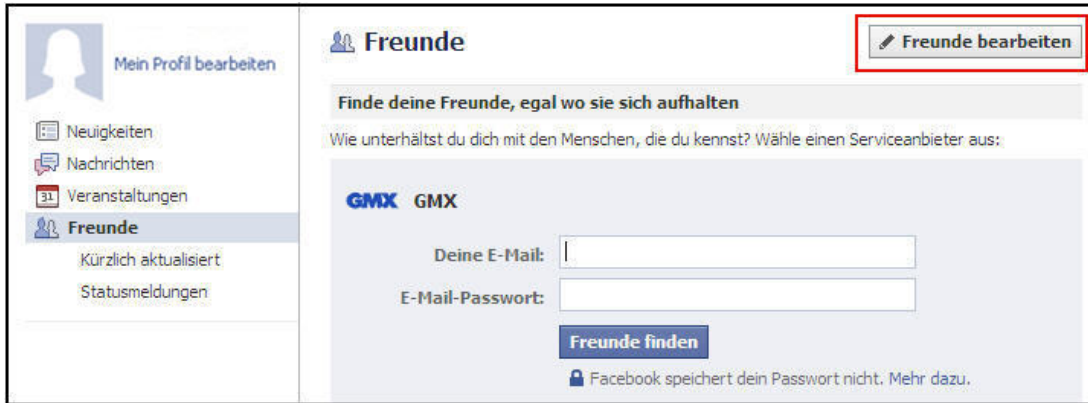 Mein Profil bearbeiten
Neuigkeiten
Nachrichten
31 Veranstaltungen
Freunde
Kürzlich aktualisiert
Statusmeldungen
Freunde
Freunde bearbeiten
Finde deine Freunde, egal wo sie sich aufhalten
Wie unterhältst du dich mit den Menschen, die du kennst? Wähle einen Serviceanbieter aus:
GMX GMX
Deine E-Mail:
E-Mail-Passwort:
Freunde finden
Facebook speichert dein Passwort nicht. Mehr dazu.